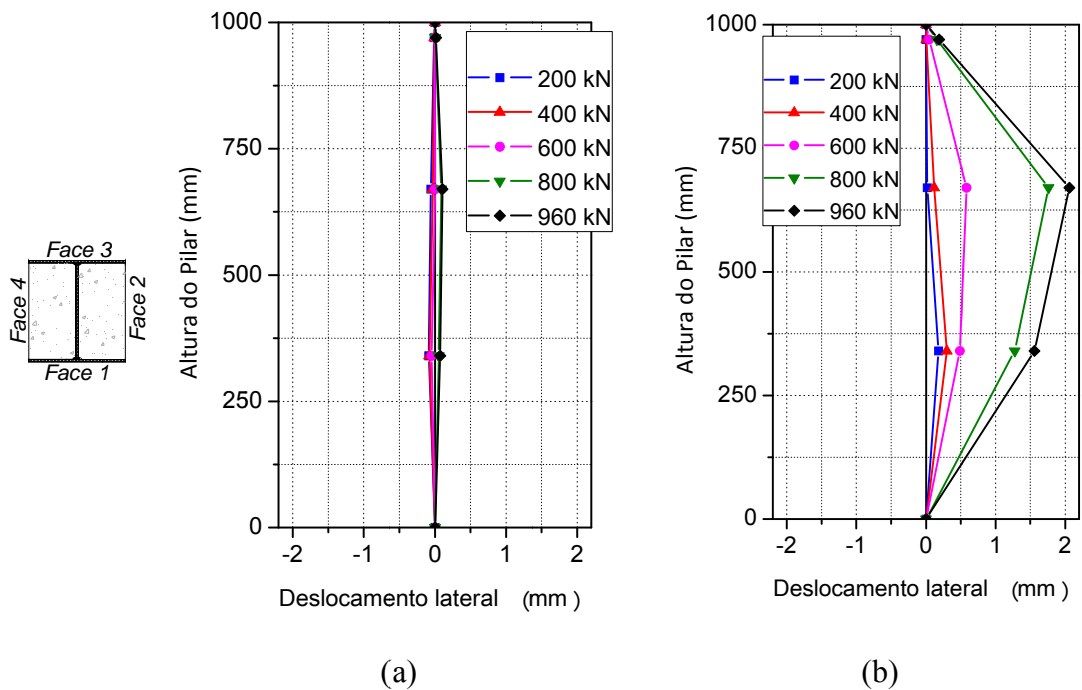 Face 3
Face 4
Face 2
Face 1
Altura do Pilar (mm)
1000
750
500
250
0
-2 -1 0 1 2
Deslocamento lateral (mm )
200 kN
400 kN
600 kN
800 kN
960 kN
(a)
Altura do Pilar (mm)
1000
750
500
250
0
-2 -1 0 1 2
Deslocamento lateral (mm )
200 kN
400 kN
600 kN
800 kN
960 kN
(b)